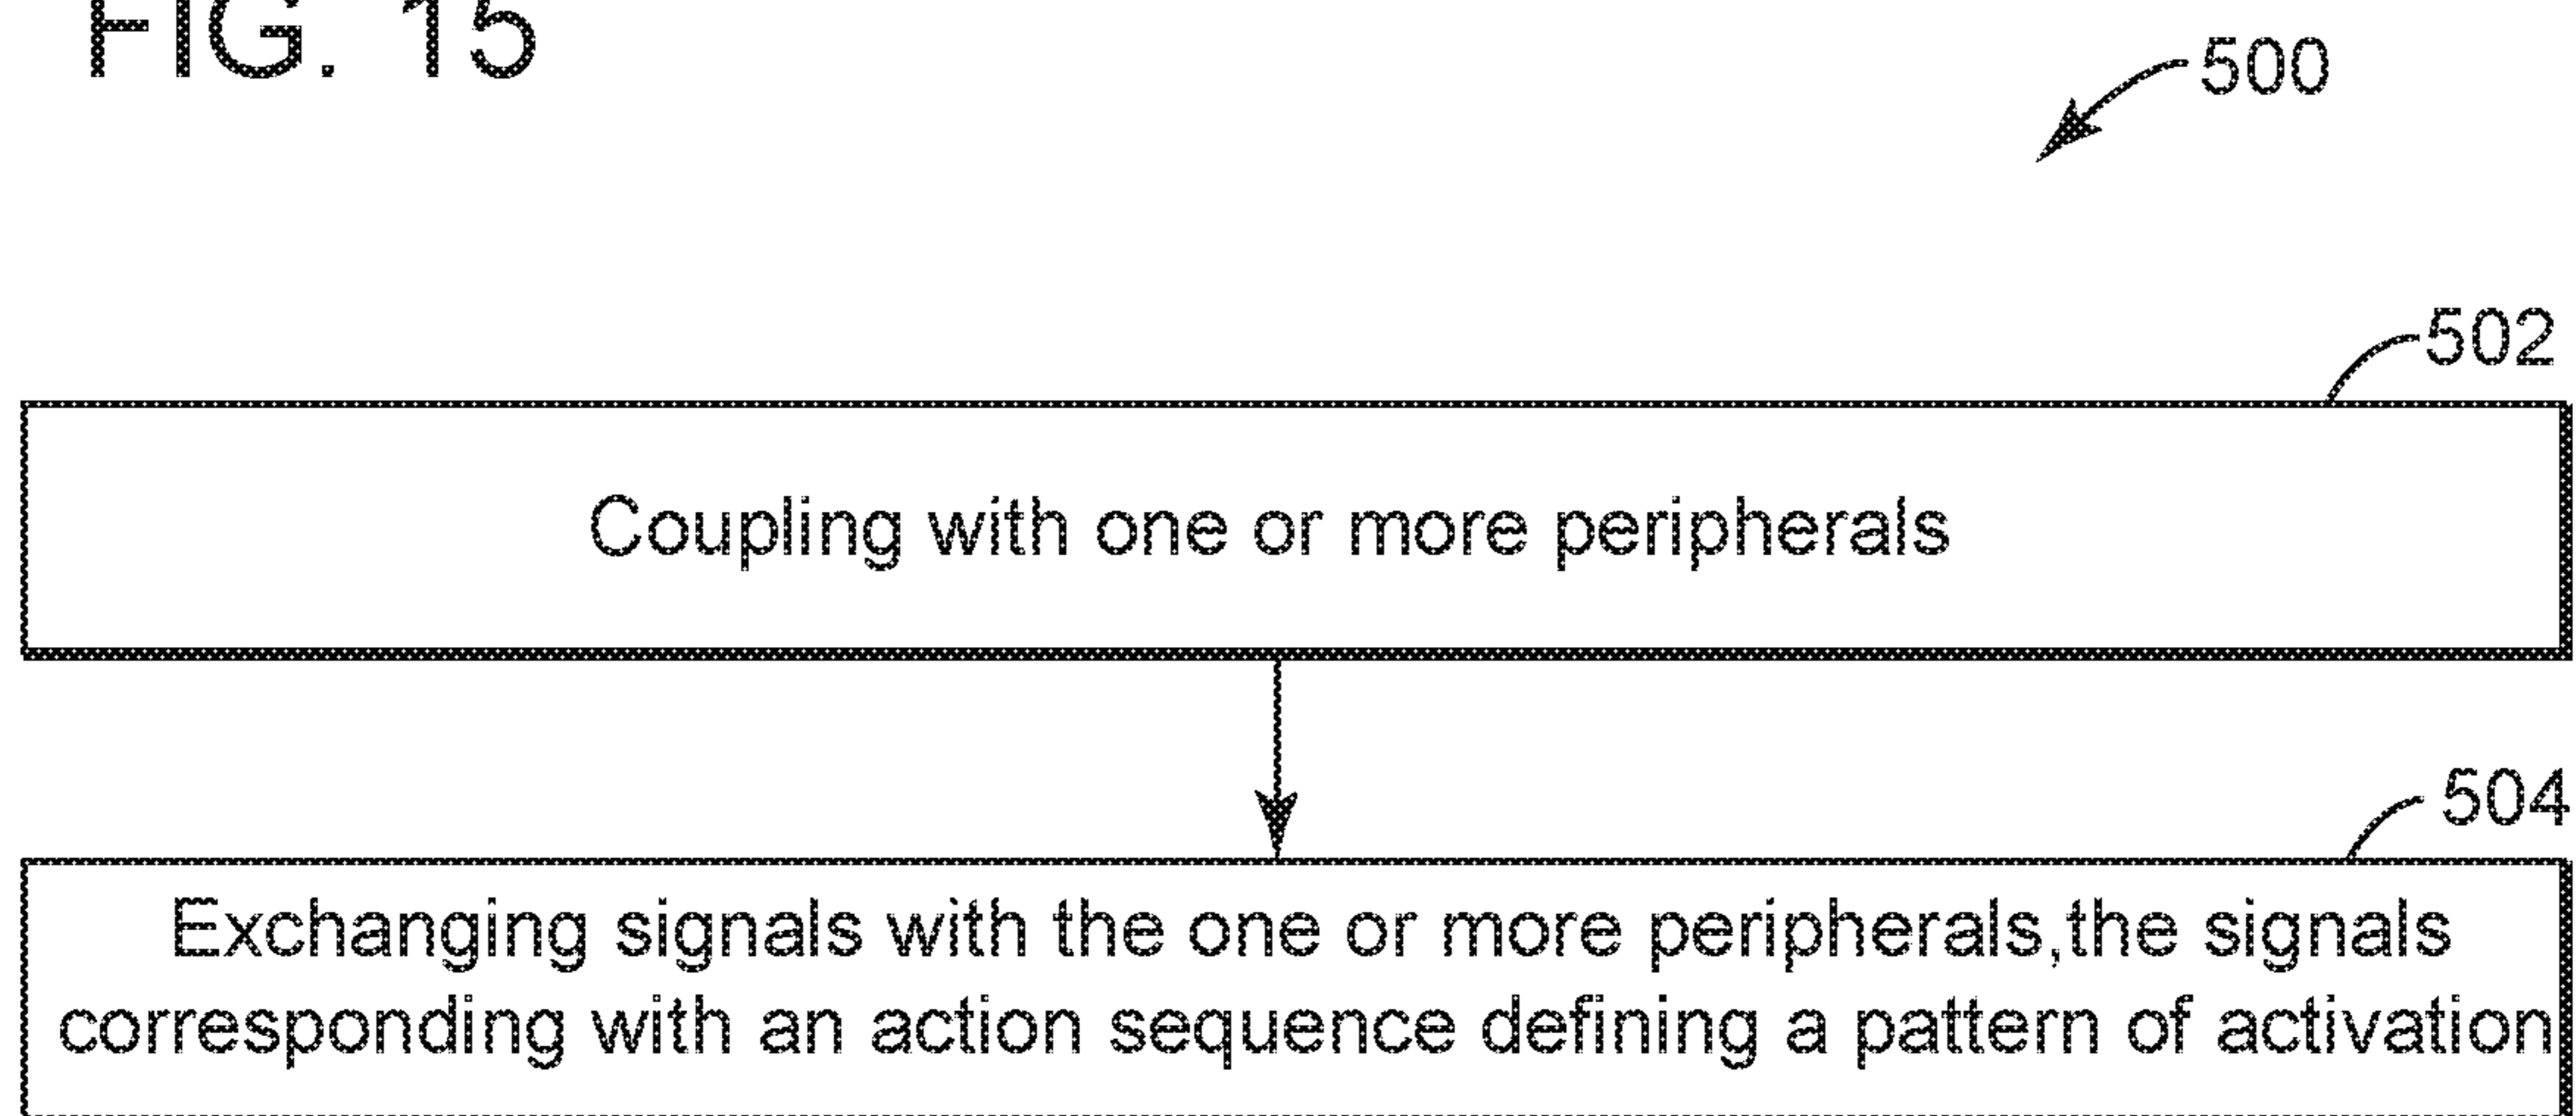 FIG. 15
500
502
Coupling with one or more peripherals
504
Exchanging signals with the one or more peripherals,the signals
corresponding with an action sequence defining a pattern of activation